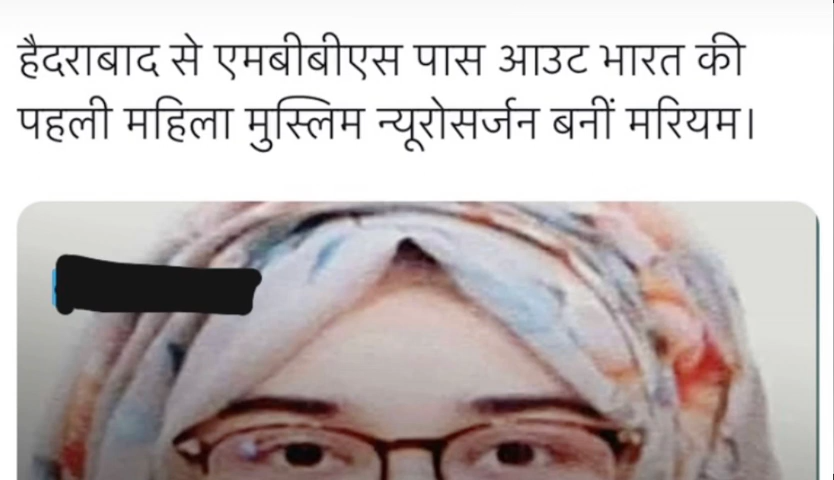 हैदराबाद से एमबीबीएस पास आउट भारत की
पहली महिला मुस्लिम न्यूरोसर्जन बनीं मरियम।